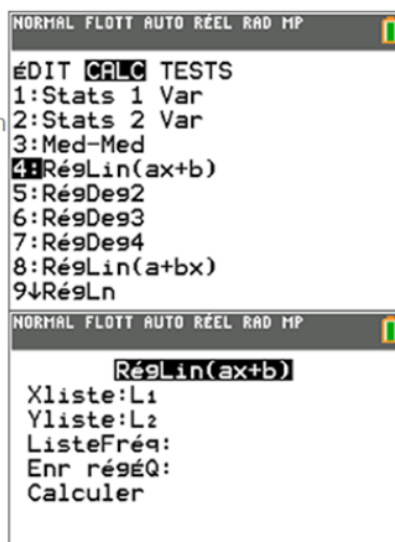 NORMAL FLOTT AUTO RÉEL RAD MP
ÉDIT CALC TESTS
1:Stats 1 Var
2:Stats 2 Var
3:Med-Med
4:RégLin(ax+b)
5:RégDeg2
6:RégDeg3
7:RégDeg4
8:RégLin(a+bx)
9↓RégLn
NORMAL FLOTT AUTO RÉEL RAD MP
RégLin(ax+b)
Xliste:L₁
Yliste:L₂
ListeFréq:
Enr régÉQ:
Calculer